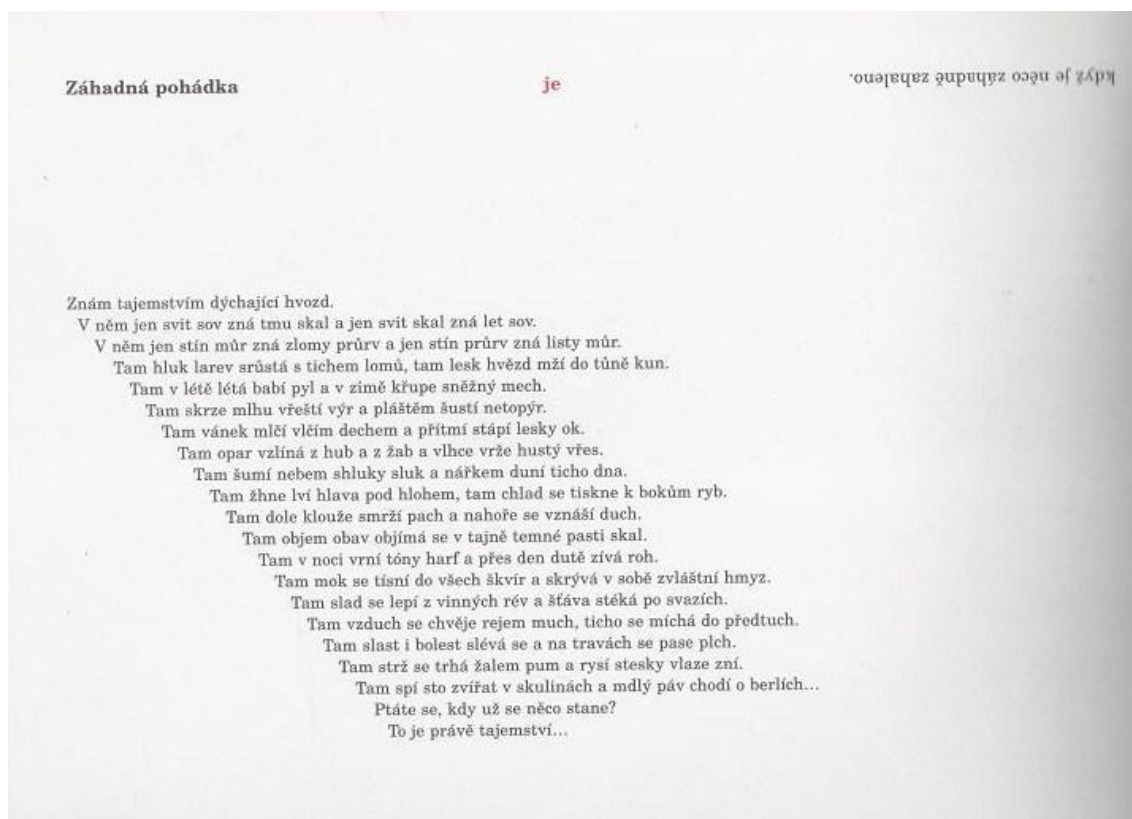 Záhadná pohádka je když je něco záhadně zahaleno.
Znám tajemstvím dýchající hvozd.
V něm jen svit sov zná tmu skal a jen svit skal zná let sov.
V něm jen stín můr zná zlomy průrv a jen stín průrv zná listy můr.
Tam hluk larev srůstá s tichem lomů, tam lesk hvězd mží do tůně kun.
Tam v létě létá babí pyl a v zimě křupe sněžný mech.
Tam skrze mlhu vřeští výr a pláštěm šustí netopýr.
Tam vánek mlčí vlčím dechem a přítmí stápí lesky ok.
Tam opar vzlíná z hub a z žab a vlhce vrže hustý vřes.
Tam šumí nebem shluky sluk a nářkem duní ticho dna.
Tam žhne lví hlava pod hlohem, tam chlad se tiskne k bokům ryb.
Tam dole klouže smrží pach a nahoře se vznáší duch.
Tam objem obav objímá se v tajně temné pasti skal.
Tam v noci vrní tóny harf a přes den dutě zívá roh.
Tam mok se tísní do všech škvír a skrývá v sobě zvláštní hmyz.
Tam slad se lepí z vinných rév a šťáva stéká po svazích.
Tam vzduch se chvěje rejem much, ticho se míchá do předtuch.
Tam slast i bolest slévá se a na travách se pase plch.
Tam strž se trhá žalem pum a rysí stesky vlaze zní.
Tam spí sto zvířat v skulinách a mdlý páv chodí o berlích...
Ptáte se, kdy už se něco stane?
To je právě tajemství...